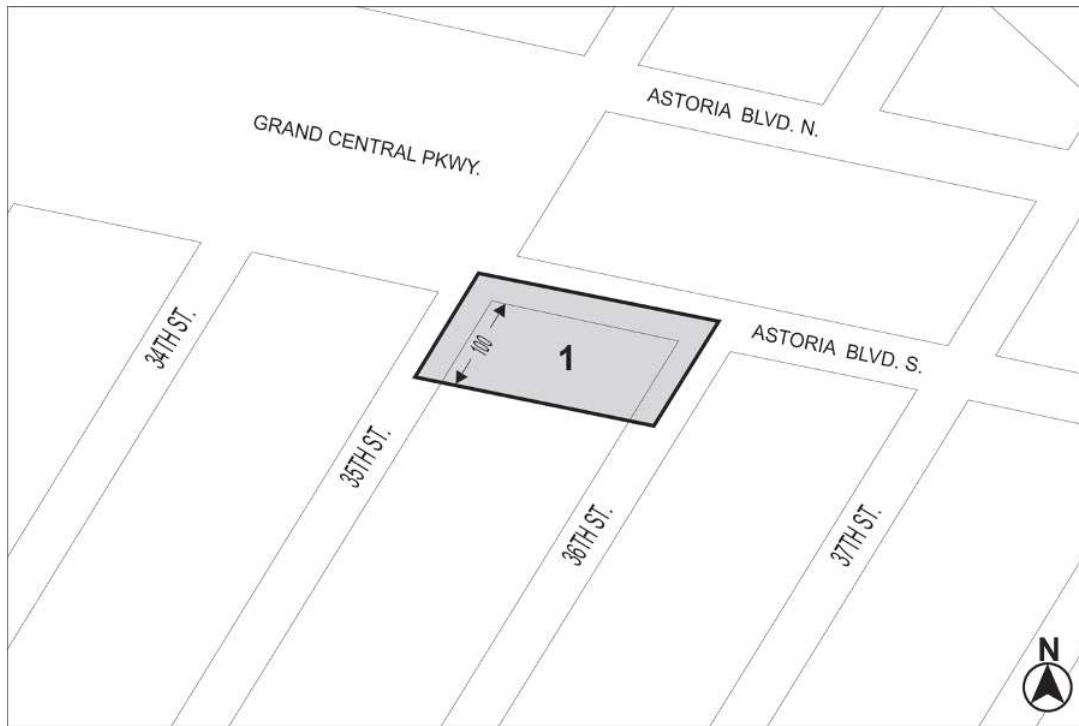 ASTORIA BLVD. N.
GRAND CENTRAL PKWY.
34TH ST.
100
1
ASTORIA BLVD. S.
35TH ST.
36TH ST.
37TH ST.
N